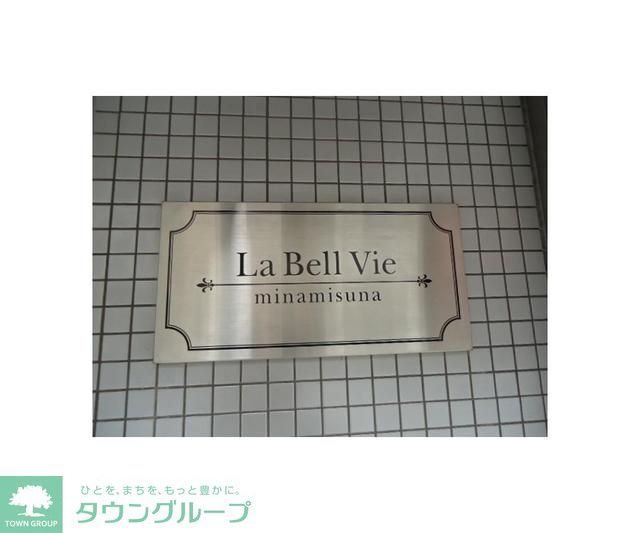 La Bell Vie
minamisuna
ひとを、まちを、もっと豊かに。
TOWN GROUP
タウングループ